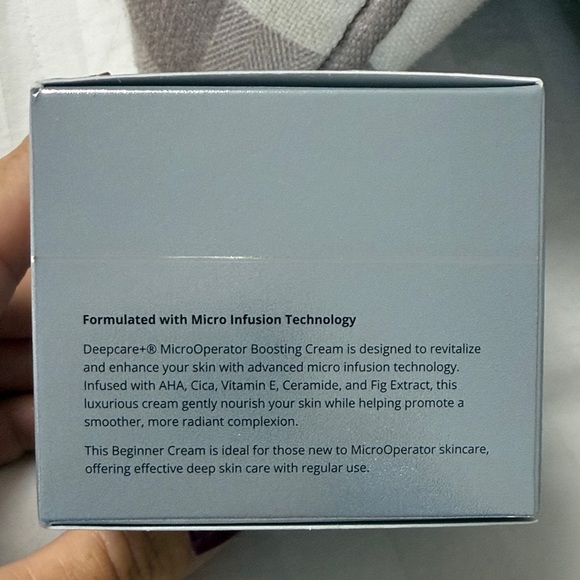 Formulated with Micro Infusion Technology
Deepcare+® MicroOperator Boosting Cream is designed to revitalize
and enhance your skin with advanced micro infusion technology.
Infused with AHA, Cica, Vitamin E, Ceramide, and Fig Extract, this
luxurious cream gently nourish your skin while helping promote a
smoother, more radiant complexion.
This Beginner Cream is ideal for those new to MicroOperator skincare,
offering effective deep skin care with regular use.